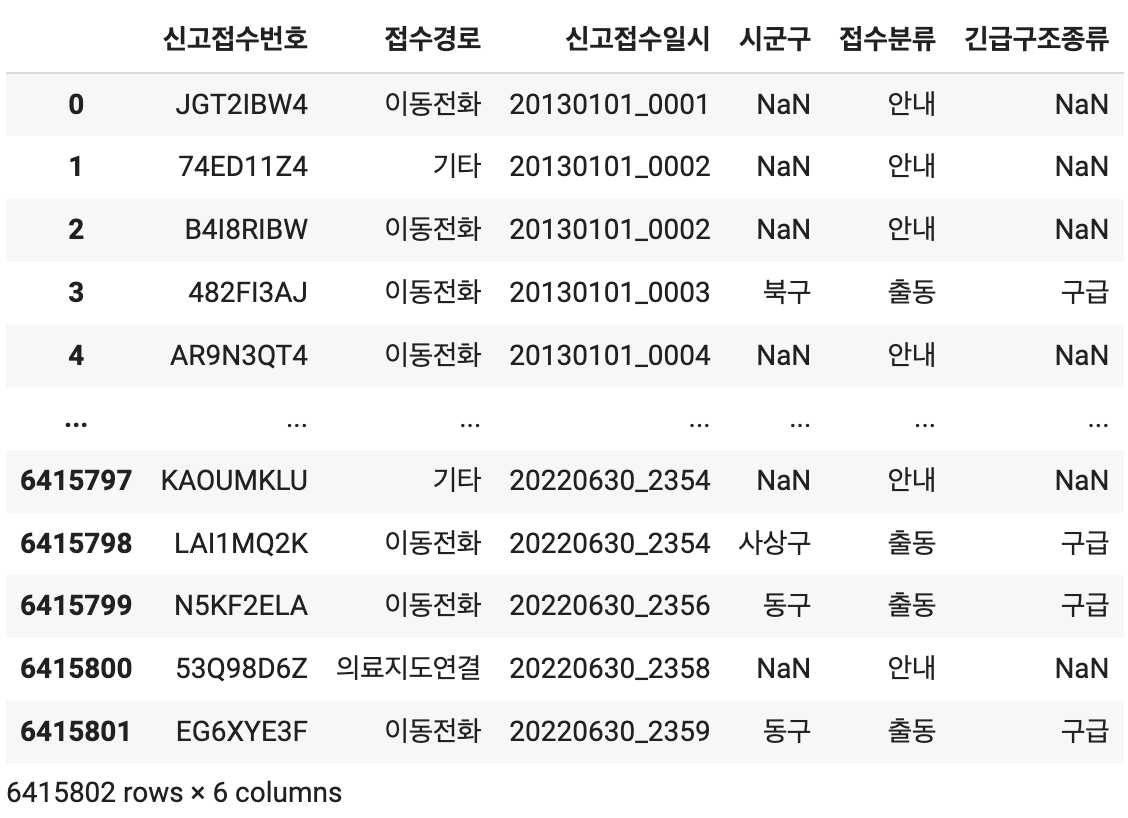 신고접수번호 접수경로 신고접수일시 시군구 접수분류 긴급구조종류
0 JGT2IBW4 이동전화 20130101_0001 NaN 안내 NaN
1 74ED11Z4 기타 20130101_0002 NaN 안내 NaN
2 B4I8RIBW 이동전화 20130101_0002 NaN 안내 NaN
3 482FI3AJ 이동전화 20130101_0003 북구 출동 구급
4 AR9N3QT4 이동전화 20130101_0004 NaN 안내 NaN
... ... ... ... ... ... ...
6415797 KAOUMKLU 기타 20220630_2354 NaN 안내 NaN
6415798 LAI1MQ2K 이동전화 20220630_2354 사상구 출동 구급
6415799 N5KF2ELA 이동전화 20220630_2356 동구 출동 구급
6415800 53Q98D6Z 의료지도연결 20220630_2358 NaN 안내 NaN
6415801 EG6XYE3F 이동전화 20220630_2359 동구 출동 구급
6415802 rows × 6 columns